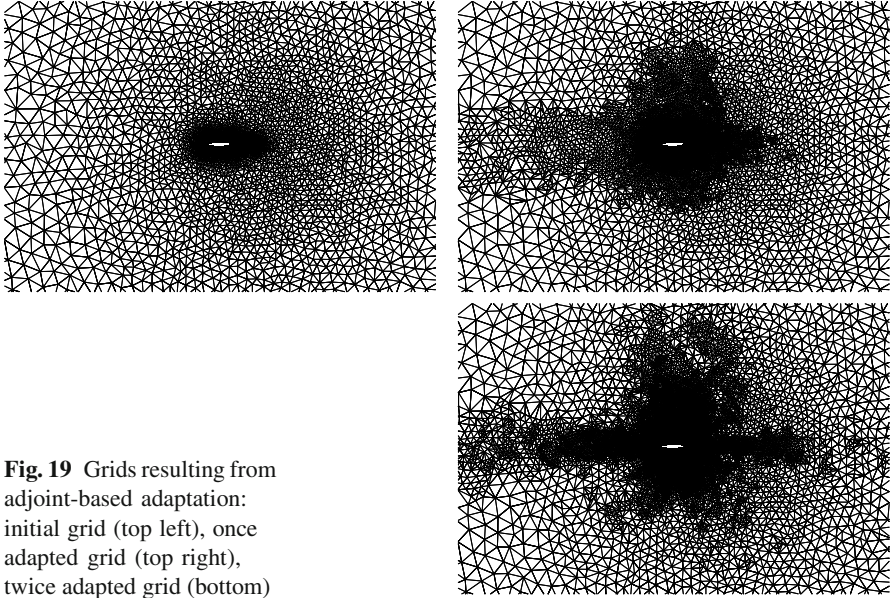 Fig. 19 Grids resulting from
adjoint-based adaptation:
initial grid (top left), once
adapted grid (top right),
twice adapted grid (bottom)